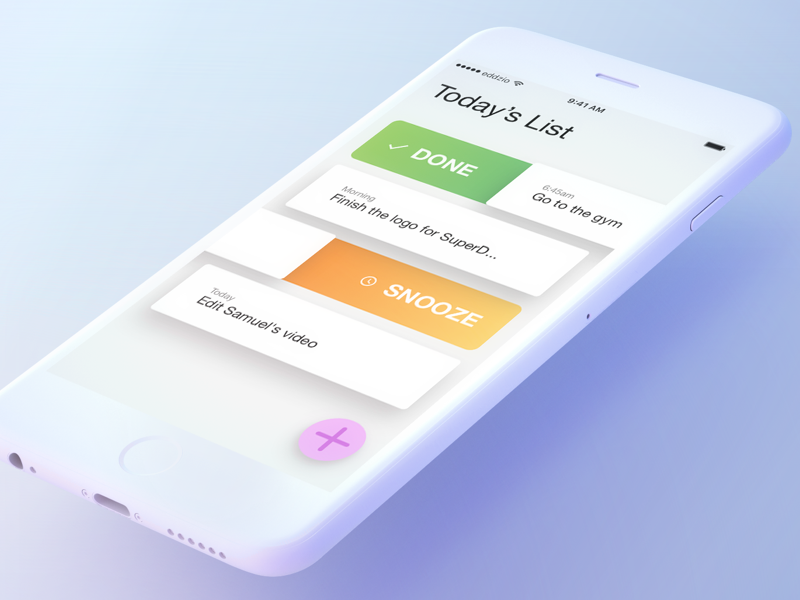 eddzio
9:41 AM
Today's List
DONE
6:45am
Go to the gym
Morning
Finish the logo for SuperD...
SNOOZE
Today
Edit Samuel's video